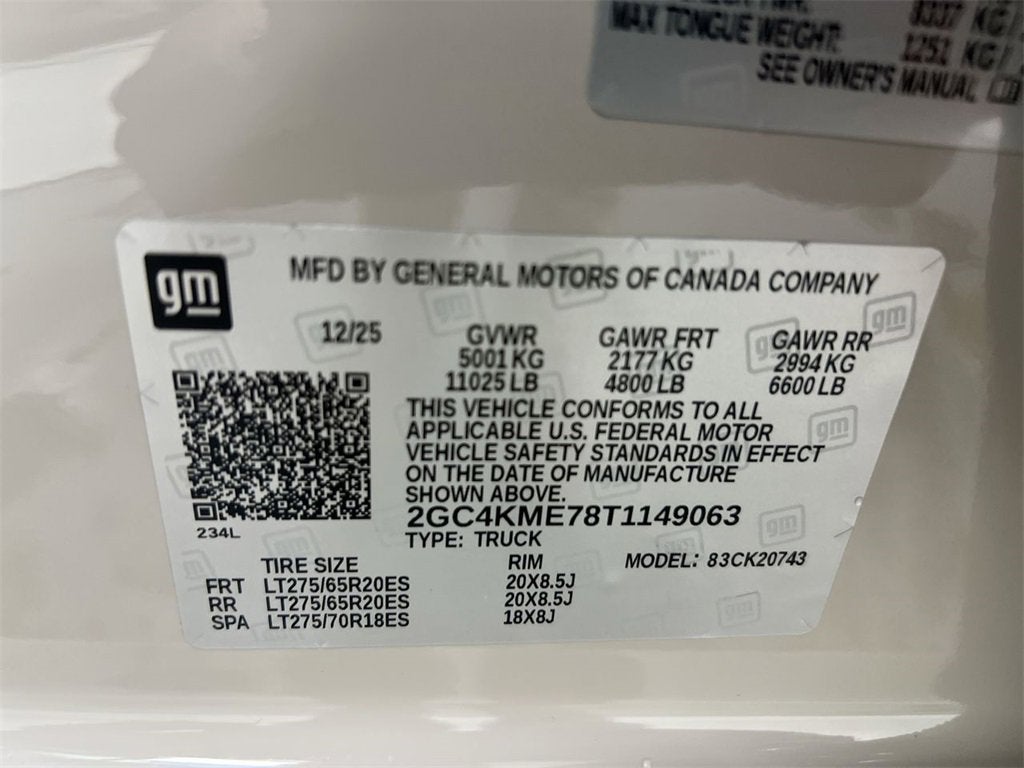 8337 KG/
MAX TONGUE WEIGHT: 1251 KG/
SEE OWNER'S MANUAL
gm
MFD BY GENERAL MOTORS OF CANADA COMPANY
12/25 GVWR GAWR FRT GAWR RR
5001 KG 2177 KG 2994 KG
11025 LB 4800 LB 6600 LB
THIS VEHICLE CONFORMS TO ALL
APPLICABLE U.S. FEDERAL MOTOR
VEHICLE SAFETY STANDARDS IN EFFECT
ON THE DATE OF MANUFACTURE
SHOWN ABOVE.
2GC4KME78T1149063
234L
TYPE: TRUCK
TIRE SIZE RIM MODEL: 83CK20743
FRT LT275/65R20ES 20X8.5J
RR LT275/65R20ES 20X8.5J
SPA LT275/70R18ES 18X8J